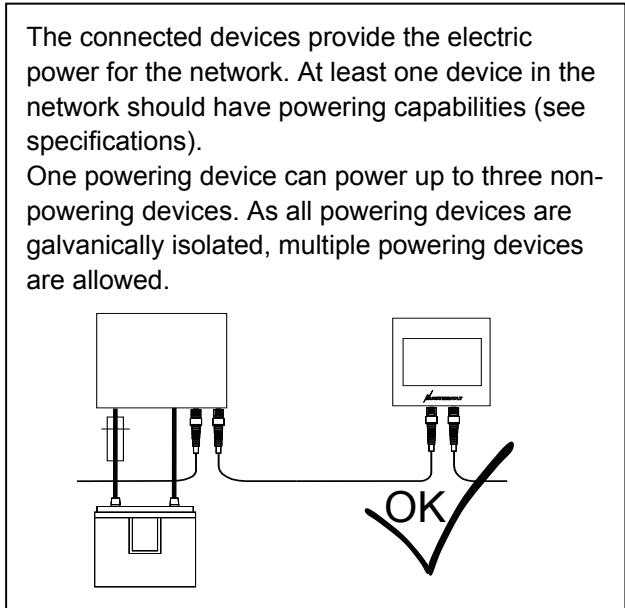 The connected devices provide the electric
power for the network. At least one device in the
network should have powering capabilities (see
specifications).
One powering device can power up to three non-
powering devices. As all powering devices are
galvanically isolated, multiple powering devices
are allowed.
MASTERVOLT
OK